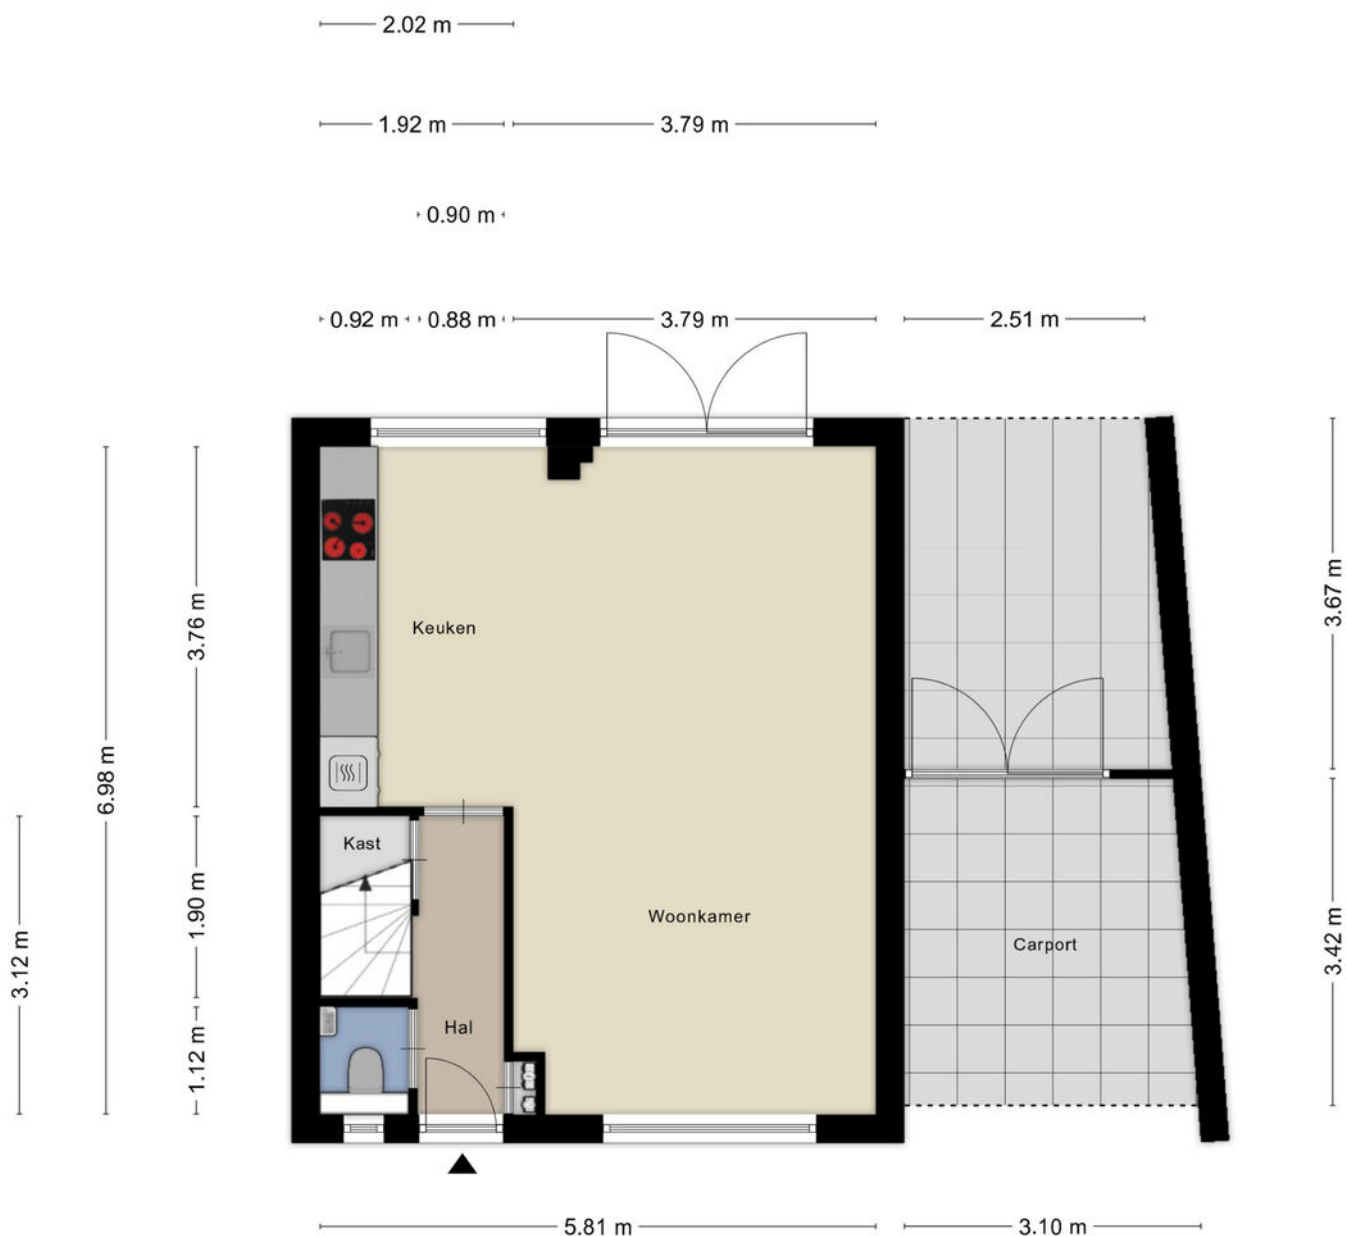 2.02 m
1.92 m
3.79 m
0.90 m
0.92 m
0.88 m
3.79 m
2.51 m
3.76 m
6.98 m
3.12 m
1.90 m
1.12 m
Keuken
Kast
Woonkamer
Hal
Carport
3.67 m
3.42 m
5.81 m
3.10 m